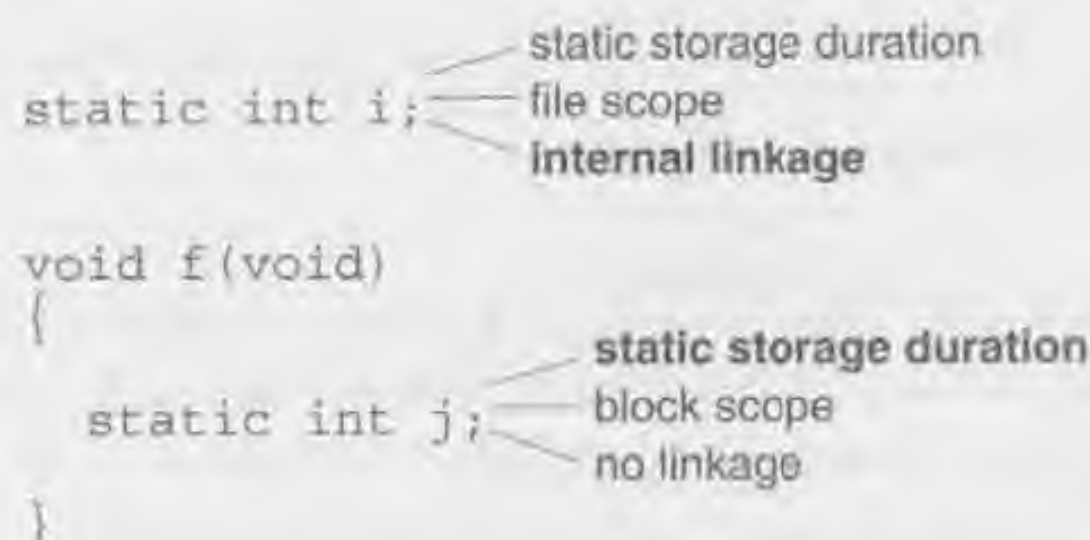 static storage duration
static int i; file scope
internal linkage
void f(void)
{
static storage duration
static int j; block scope
no linkage
}